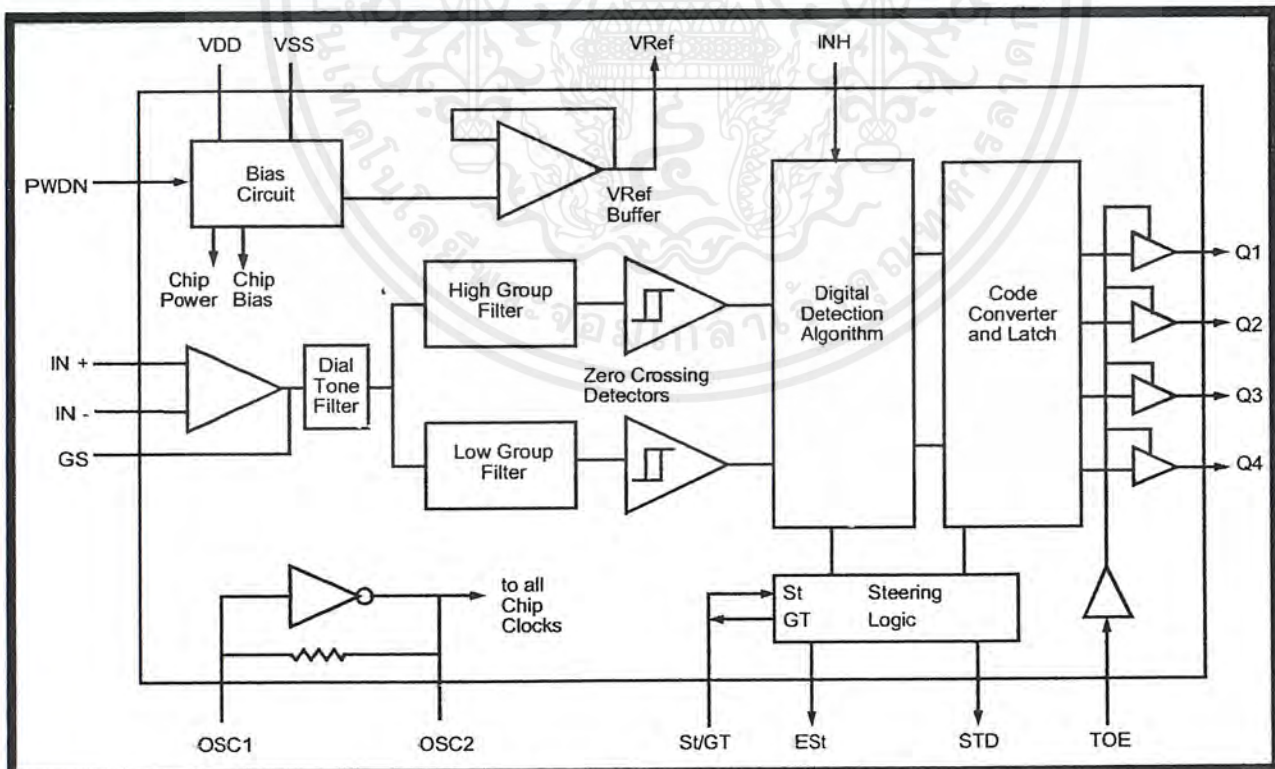 VDD VSS VRef INH
PWDN
Bias
Circuit
VRef
Buffer
Chip
Power
Chip
Bias
High Group
Filter
Digital
Detection
Algorithm
Code
Converter
and Latch
Q1
Q2
Q3
Q4
IN +
IN -
GS
Dial
Tone
Filter
Zero Crossing
Detectors
Low Group
Filter
to all
Chip
Clocks
St Steering
GT Logic
OSC1 OSC2 St/GT ESt STD TOE